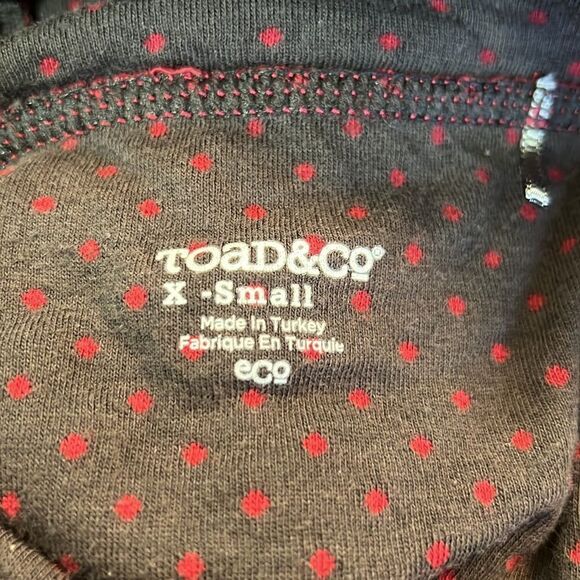 TOAD&CO®
X -Small
Made in Turkey
Fabrique En Turquie
eco